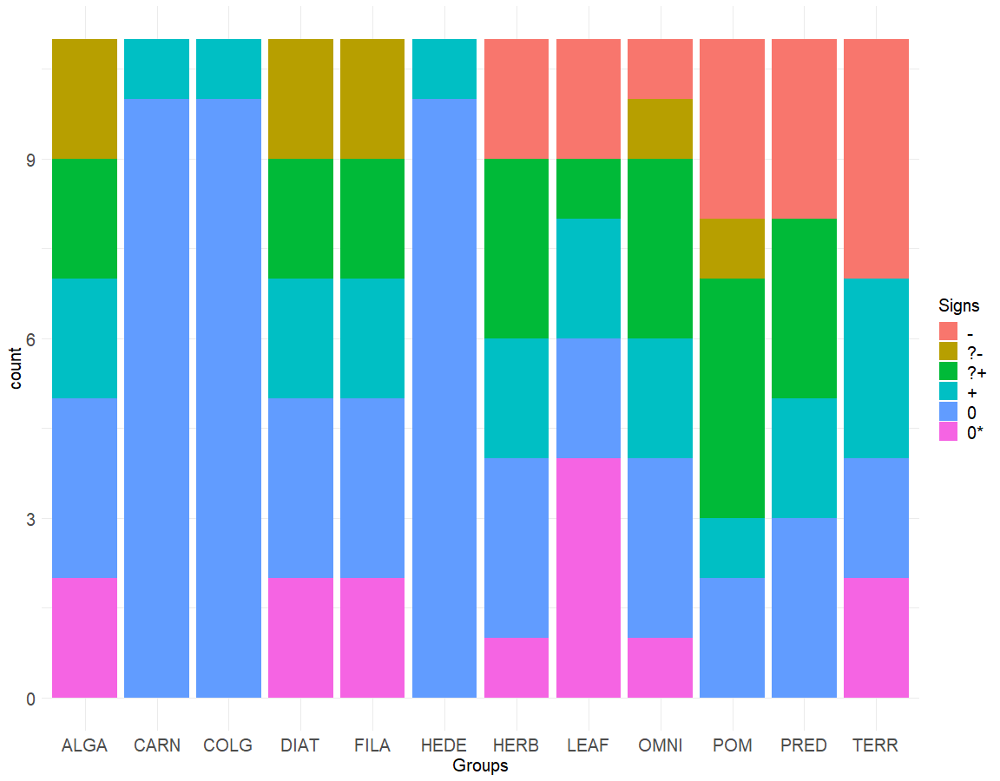 count
9
6
3
0
ALGA CARN COLG DIAT FILA HEDE HERB LEAF OMNI POM PRED TERR
Groups
Signs
-
?-
?+
+
0
0*